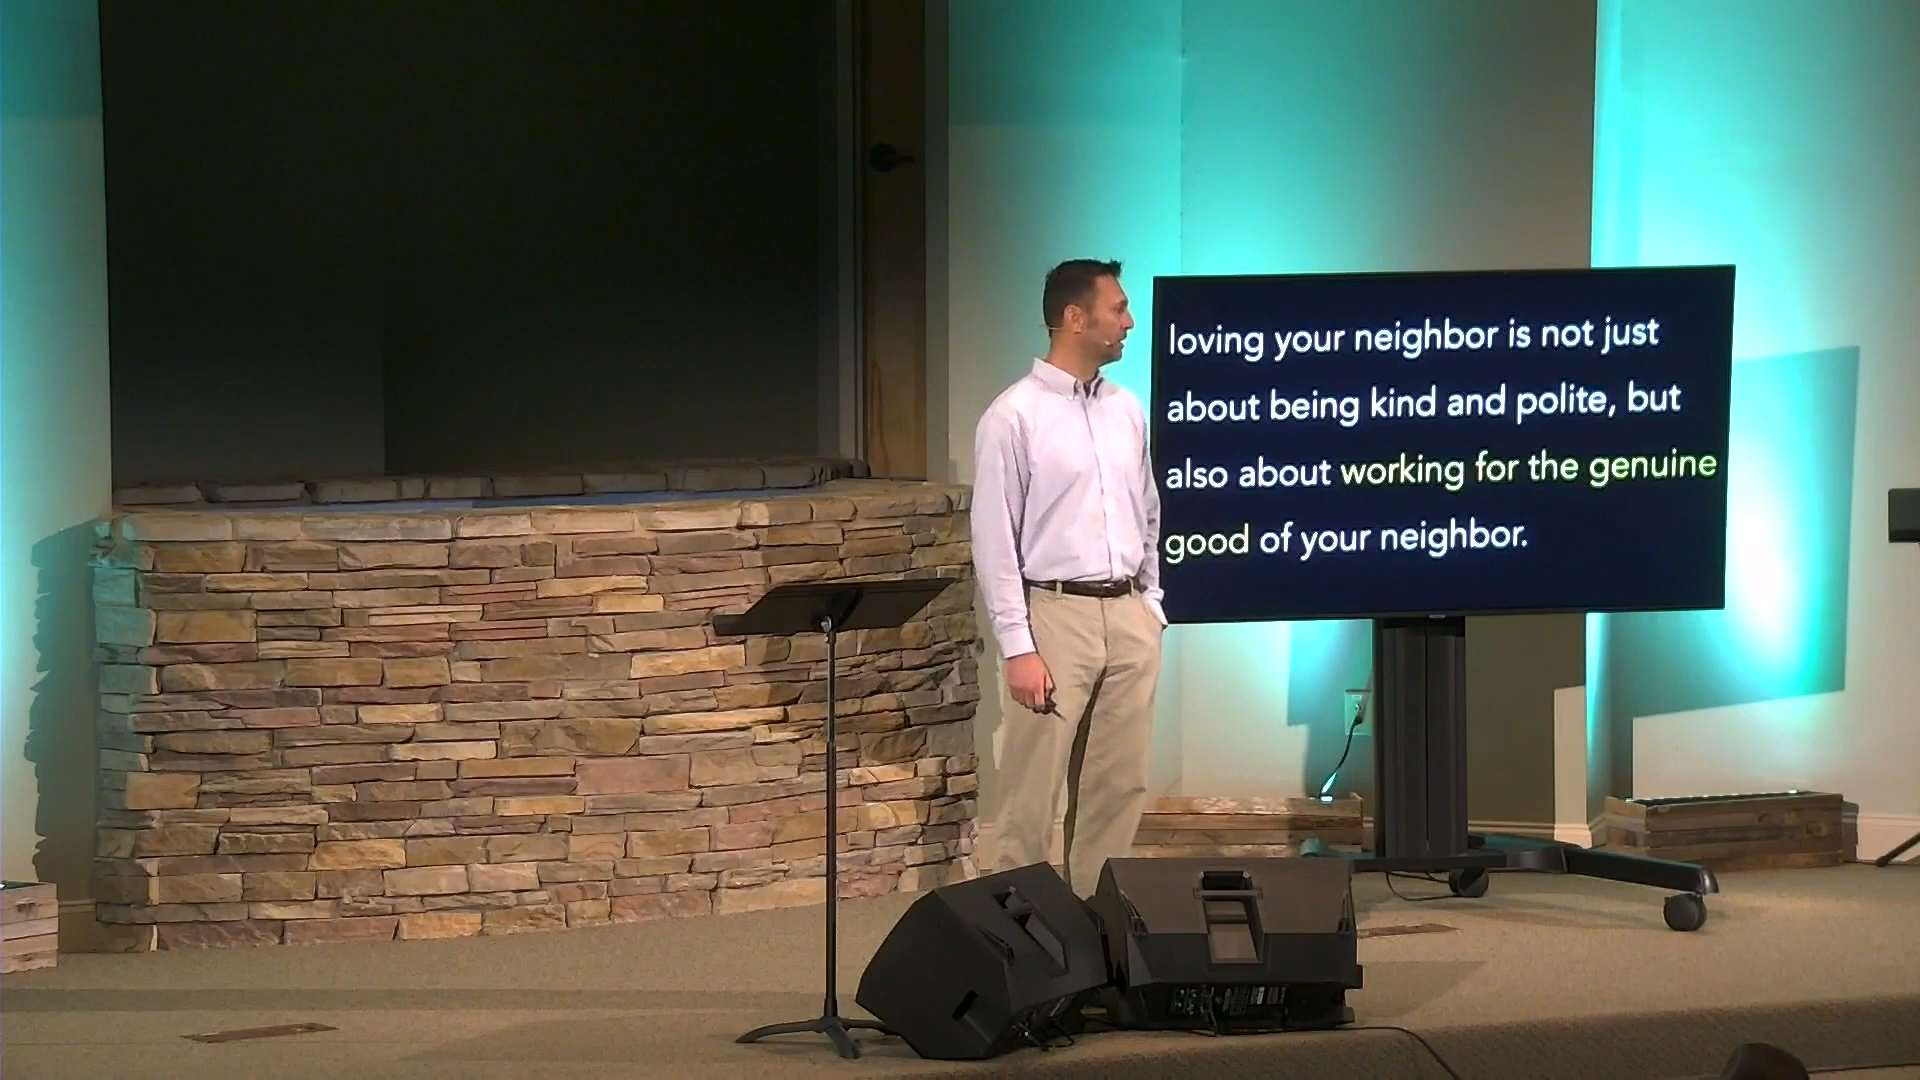 loving your neighbor is not just
about being kind and polite, but
also about working for the genuine
good of your neighbor.